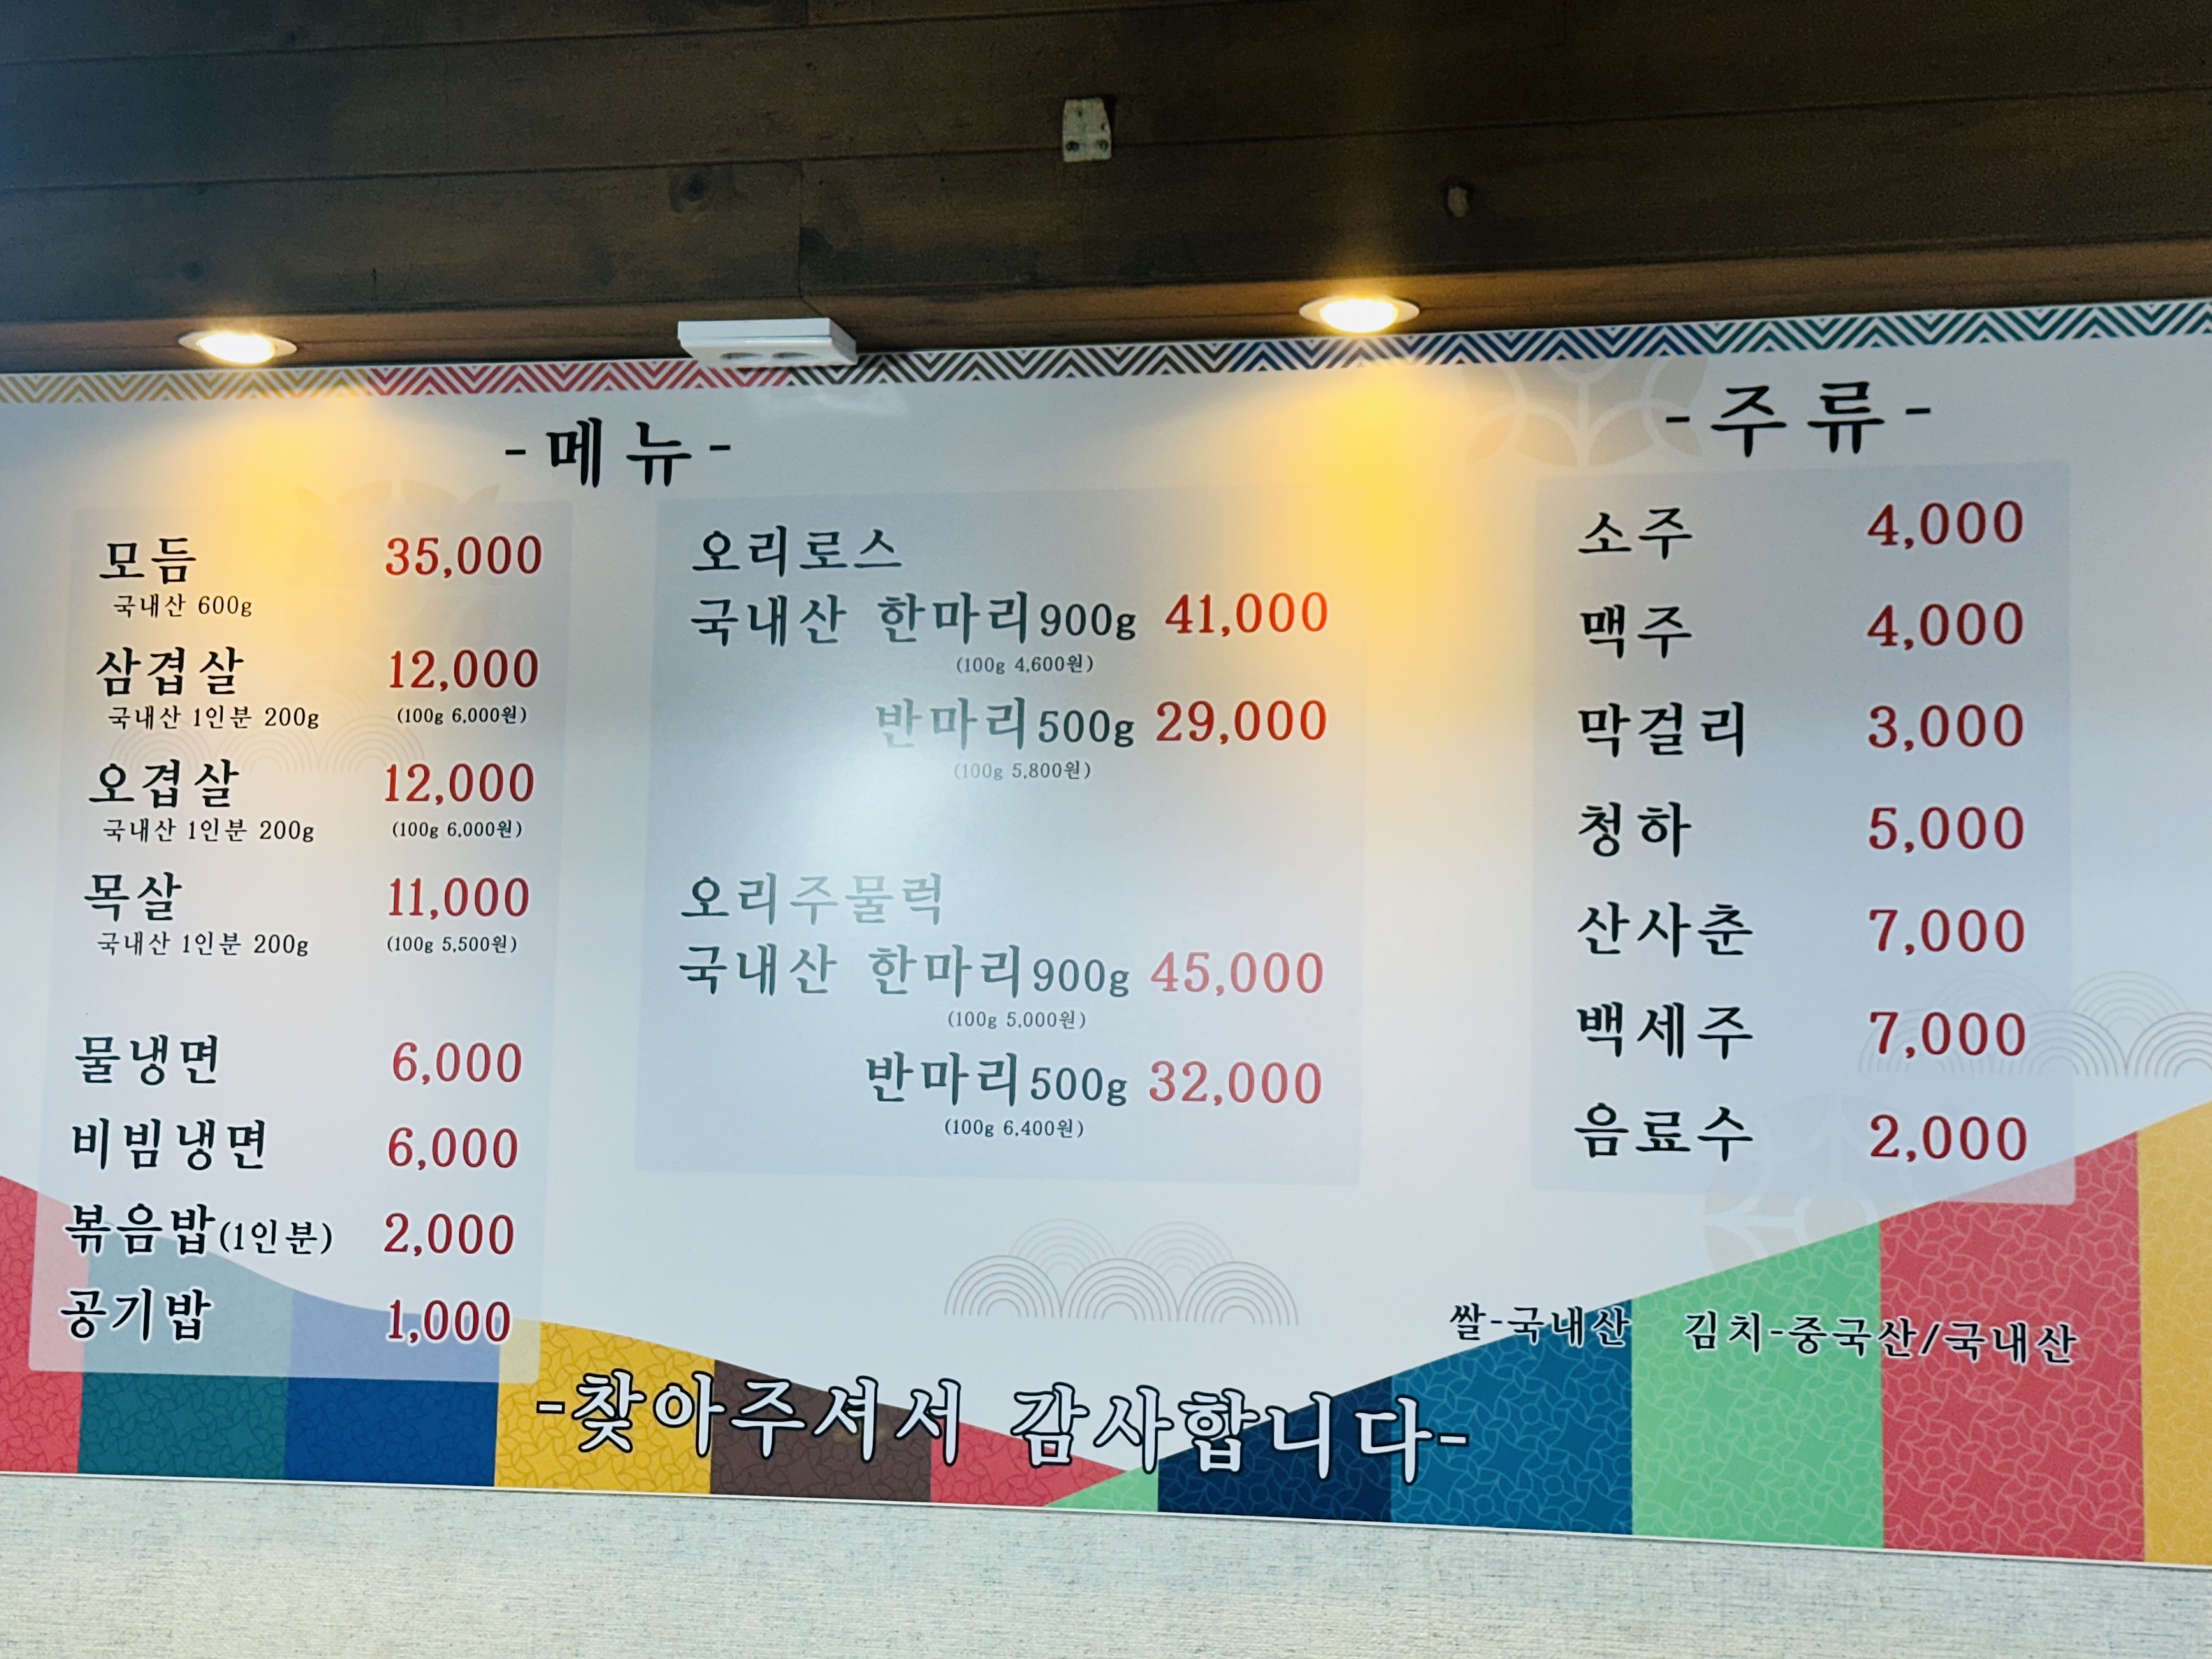 -메뉴-
모듬 35,000
국내산 600g
삼겹살 12,000
국내산 1인분 200g (100g 6,000원)
오겹살 12,000
국내산 1인분 200g (100g 6,000원)
목살 11,000
국내산 1인분 200g (100g 5,500원)
물냉면 6,000
비빔냉면 6,000
볶음밥(1인분) 2,000
공기밥 1,000
오리로스
국내산 한마리900g 41,000
(100g 4,600원)
반마리500g 29,000
(100g 5,800원)
오리주물럭
국내산 한마리900g 45,000
(100g 5,000원)
반마리500g 32,000
(100g 6,400원)
-주류-
소주 4,000
맥주 4,000
막걸리 3,000
청하 5,000
산사춘 7,000
백세주 7,000
음료수 2,000
쌀-국내산 김치-중국산/국내산
-찾아주셔서 감사합니다-